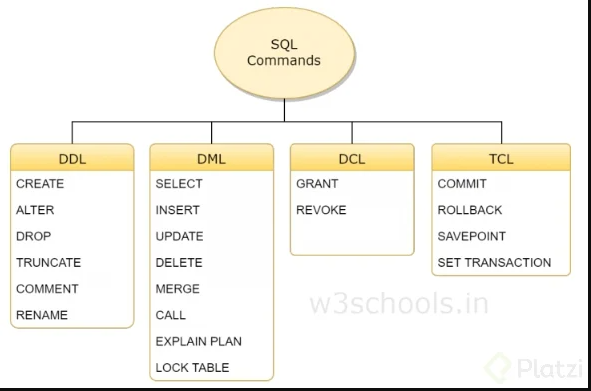 SQL
Commands
DDL
CREATE
ALTER
DROP
TRUNCATE
COMMENT
RENAME
DML
SELECT
INSERT
UPDATE
DELETE
MERGE
CALL
EXPLAIN PLAN
LOCK TABLE
DCL
GRANT
REVOKE
TCL
COMMIT
ROLLBACK
SAVEPOINT
SET TRANSACTION
w3schools.in
Platzi